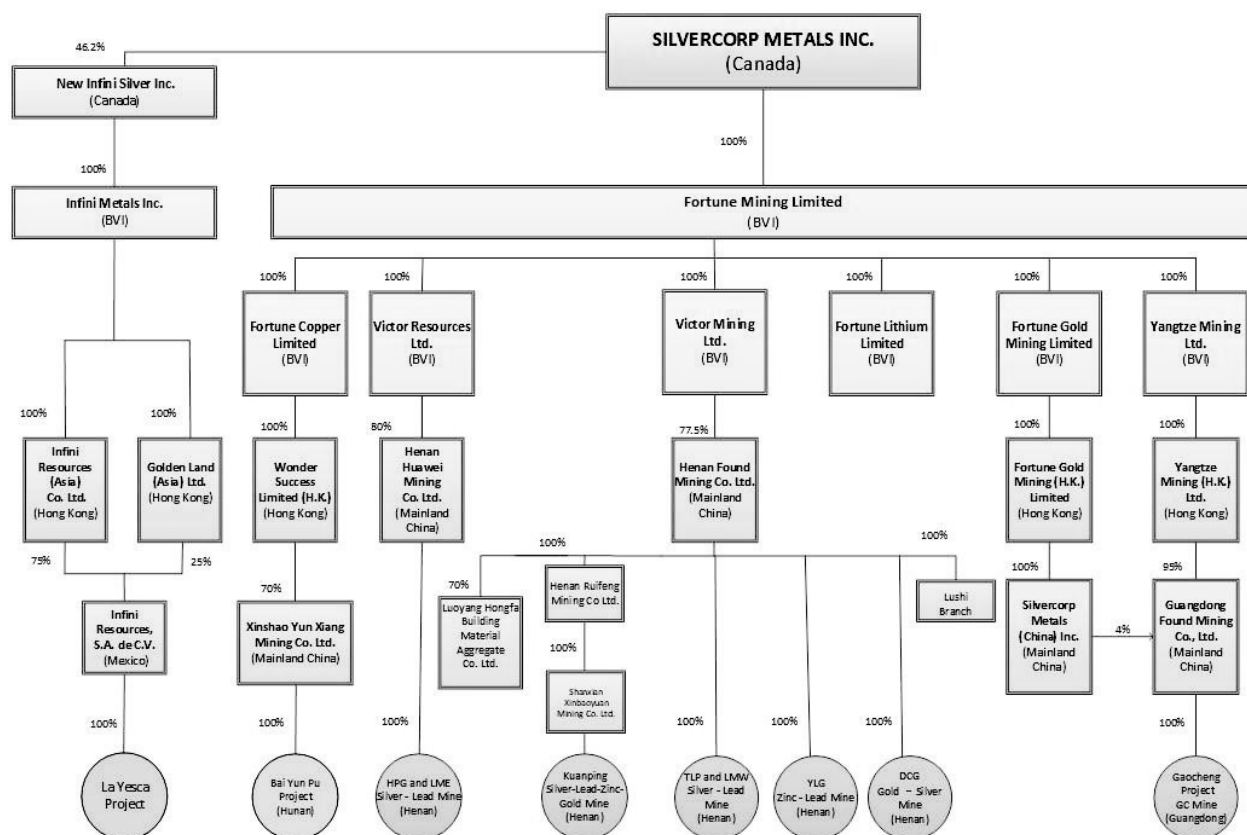 SILVERCORP METALS INC.
(Canada)
46.2%
New Infini Silver Inc.
(Canada)
100%
100%
Infini Metals Inc.
(BVI)
Fortune Mining Limited
(BVI)
100%
100%
100%
100%
100%
100%
Fortune Copper
Limited
(BVI)
Victor Resources
Ltd.
(BVI)
Victor Mining
Ltd.
(BVI)
Fortune Lithium
Limited
(BVI)
Fortune Gold
Mining Limited
(BVI)
Yangtze Mining
Ltd.
(BVI)
100%
100%
100%
80%
77.5%
100%
100%
Infini
Resources
(Asia)
Co. Ltd.
(Hong Kong)
Golden Land
(Asia) Ltd.
(Hong Kong)
Wonder
Success
Limited (H.K.)
(Hong Kong)
Henan
Huawei
Mining
Co. Ltd.
(Mainland
China)
Henan Found
Mining Co. Ltd.
(Mainland
China)
Fortune Gold
Mining (H.K.)
Limited
(Hong Kong)
Yangtze
Mining (H.K.)
Ltd.
(Hong Kong)
75%
25%
70%
100%
100%
100%
95%
70%
Infini
Resources,
S.A. de C.V.
(Mexico)
Xinshao Yun Xiang
Mining Co. Ltd.
(Mainland China)
Luoyang Hongfa
Building
Material
Aggregate
Co. Ltd.
Henan Ruifeng
Mining Co Ltd.
100%
Shanxian
Xinbaoyuan
Mining Co. Ltd.
Lushi
Branch
Silvercorp
Metals
(China) Inc.
(Mainland
China)
4%
Guangdong
Found Mining
Co., Ltd.
(Mainland
China)
100%
100%
100%
100%
100%
100%
100%
100%
La Yesca
Project
Bai Yun Pu
Project
(Hunan)
HPG and LME
Silver - Lead Mine
(Henan)
Kuanping
Silver-Lead-Zinc-
Gold Mine
(Henan)
TLP and LMW
Silver - Lead
Mine
(Henan)
YLG
Zinc - Lead Mine
(Henan)
DCG
Gold – Silver
Mine
(Henan)
Gaocheng
Project
GC Mine
(Guangdong)